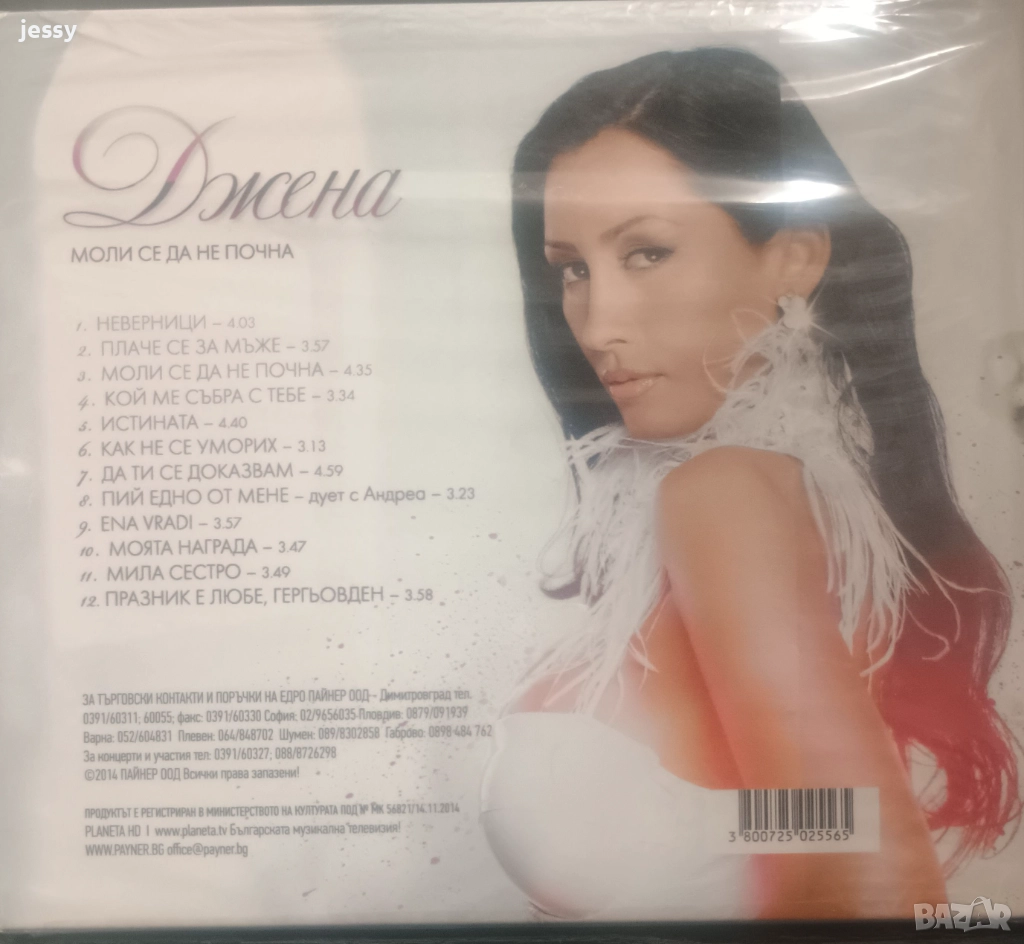 jessy
Джена
МОЛИ СЕ ДА НЕ ПОЧНА
1. НЕВЕРНИЦИ – 4.03
2. ПЛАЧЕ СЕ ЗА МЪЖЕ – 3.57
3. МОЛИ СЕ ДА НЕ ПОЧНА – 4.35
4. КОЙ МЕ СЪБРА С ТЕБЕ – 3.34
5. ИСТИНАТА – 4.40
6. КАК НЕ СЕ УМОРИХ – 3.13
7. ДА ТИ СЕ ДОКАЗВАМ – 4.59
8. ПИЙ ЕДНО ОТ МЕНЕ – дует с Андреа – 3.23
9. ENA VRADI – 3.57
10. МОЯТА НАГРАДА – 3.47
11. МИЛА СЕСТРО – 3.49
12. ПРАЗНИК Е ЛЮБЕ, ГЕРГЬОВДЕН – 3.58
ЗА ТЪРГОВСКИ КОНТАКТИ И ПОРЪЧКИ НА ЕДРО ПАЙНЕР ООД - Димитровград тел.
0391/60311; 60055; факс: 0391/60330 София: 02/9656035 Пловдив: 0879/091939
Варна: 052/604831 Плевен: 064/848702 Шумен: 089/8302858 Габрово: 0898 484 762
За концерти и участия тел: 0391/60327; 088/8726298
©2014 ПАЙНЕР ООД Всички права запазени!
ПРОДУКТЪТ Е РЕГИСТРИРАН В МИНИСТЕРСТВОТО НА КУЛТУРАТА ПОД № МК 56821/14.11.2014
PLANETA HD I www.planeta.tv Българската музикална телевизия!
WWW.PAYNER.BG office@payner.bg
3 800725 025565
BAZAR